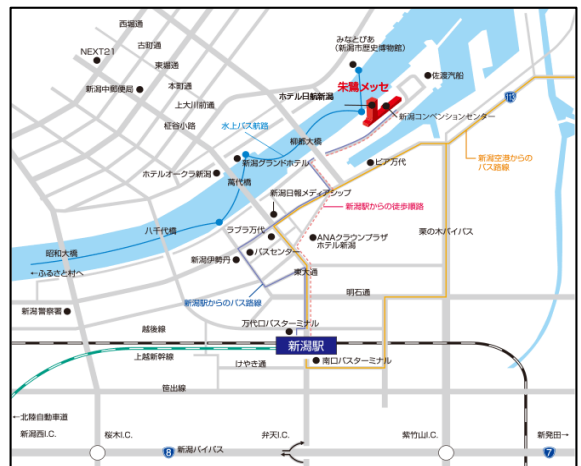 西堀通
古町通
東堀通
NEXT21
本町通
新潟中郵便局
上大川前通
柾谷小路
みなとぴあ
(新潟市歴史博物館)
佐渡汽船
朱鷺メッセ
ホテル日航新潟
新潟コンベンションセンター
113
水上バス航路
柳都大橋
新潟グランドホテル
ピア万代
新潟空港からの
バス路線
ホテルオークラ新潟
萬代橋
新潟日報メディアシップ
新潟駅からの徒歩順路
八千代橋
ラブラ万代
ANAクラウンプラザ
ホテル新潟
栗の木バイパス
昭和大橋
バスセンター
新潟伊勢丹
←ふるさと村へ
東大通
新潟駅からのバス路線
明石通
新潟警察署
越後線
万代口バスターミナル
上越新幹線
新潟駅
けやき通
南口バスターミナル
笹出線
←北陸自動車道
新潟西I.C.
桜木I.C.
8
新潟バイパス
弁天I.C.
紫竹山I.C.
新発田→
7